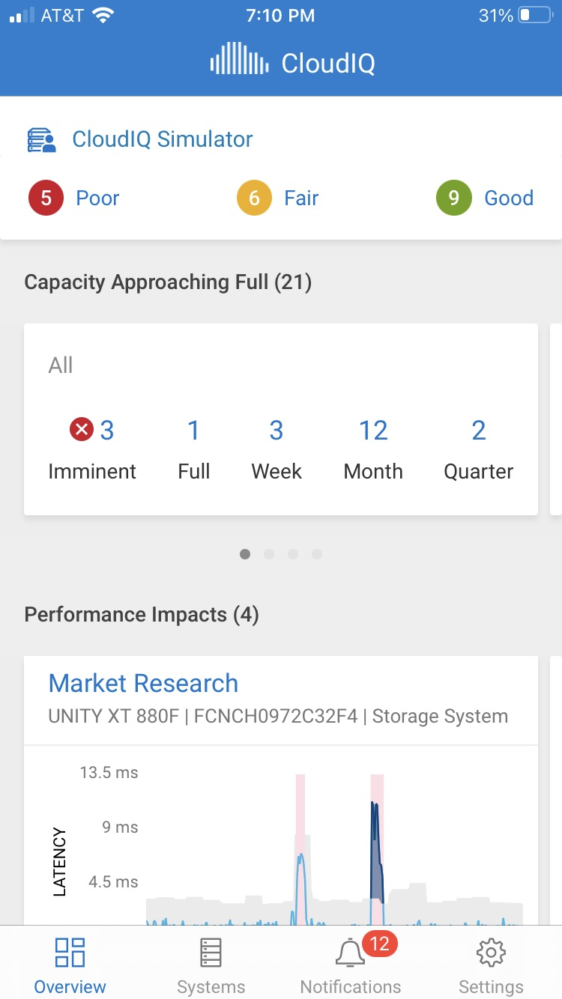 AT&T 7:10 PM 31%
CloudIQ
CloudIQ Simulator
5 Poor 6 Fair 9 Good
Capacity Approaching Full (21)
All
3 1 3 12 2
Imminent Full Week Month Quarter
Performance Impacts (4)
Market Research
UNITY XT 880F | FCNCH0972C32F4 | Storage System
13.5 ms
9 ms
LATENCY
4.5 ms
12
Overview Systems Notifications Settings